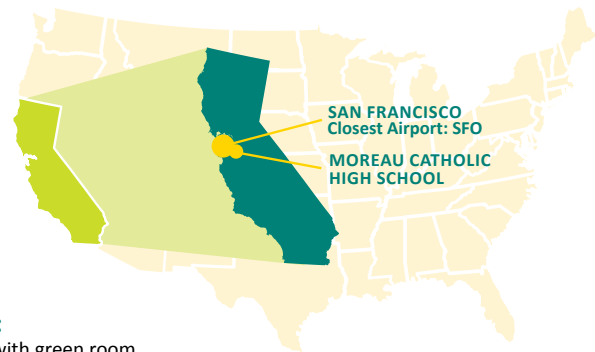 SAN FRANCISCO
Closest Airport: SFO
MOREAU CATHOLIC
HIGH SCHOOL
:
with green room